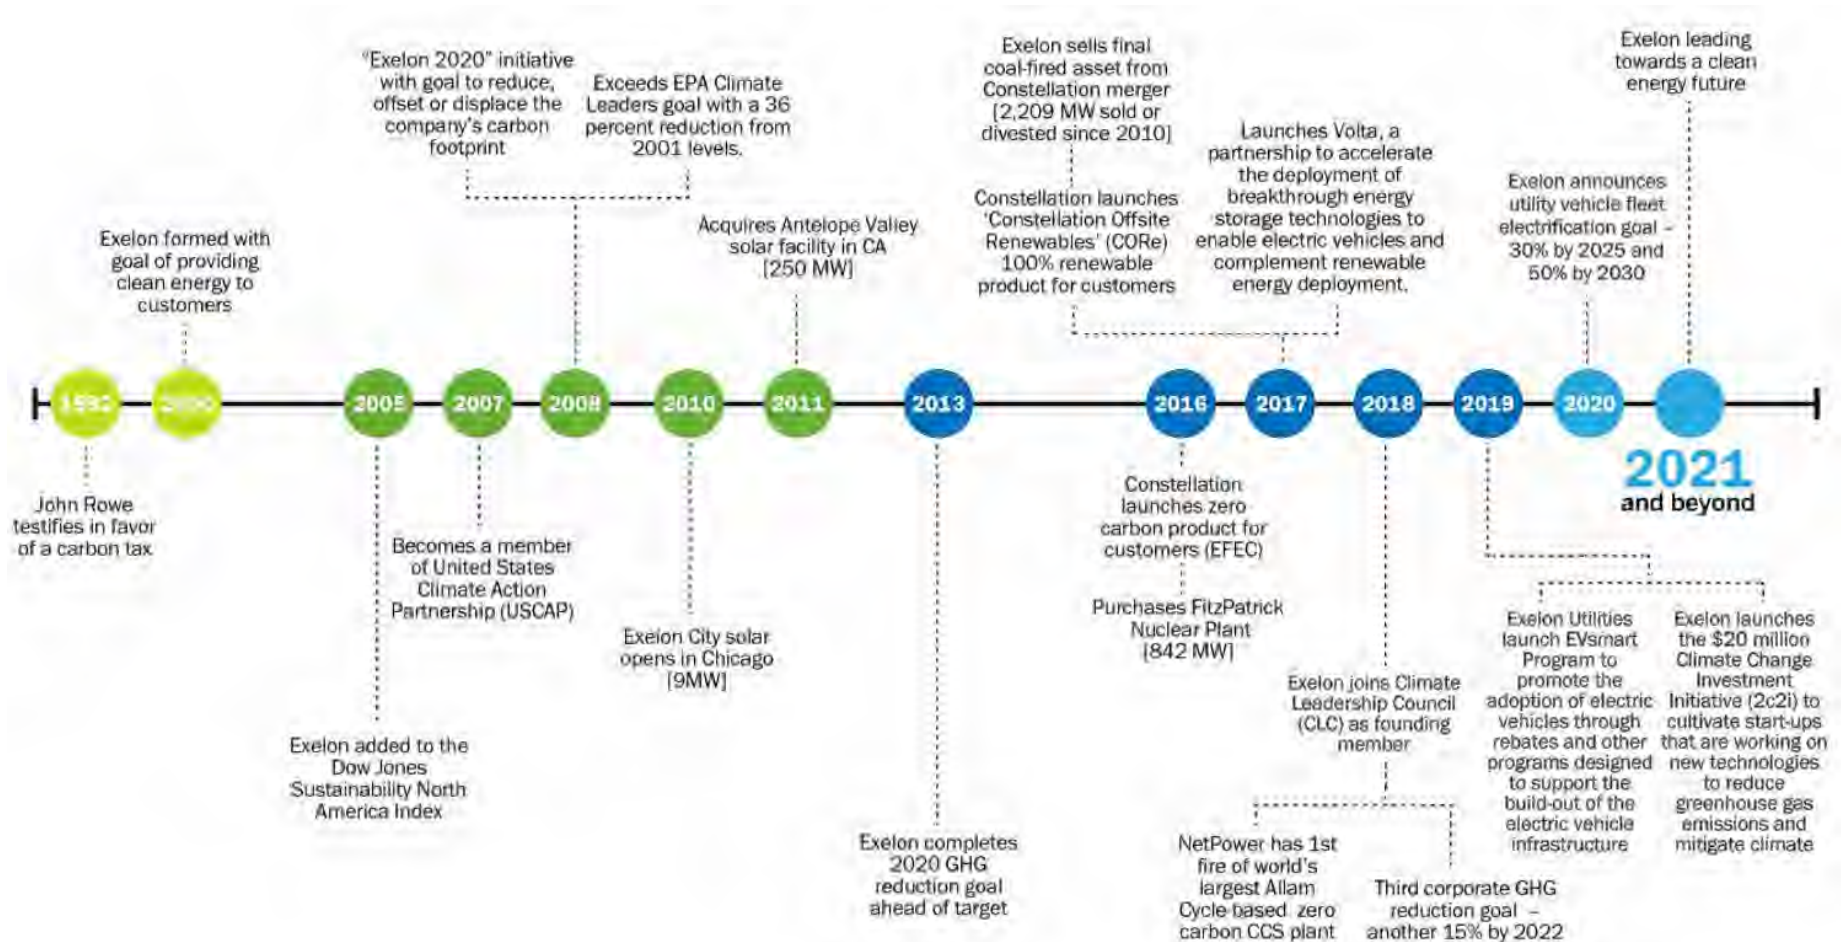 "Exelon 2020" initiative
with goal to reduce,
offset or displace the
company's carbon
footprint
Exceeds EPA Climate
Leaders goal with a 36
percent reduction from
2001 levels.
Exelon sells final
coal-fired asset from
Constellation merger
[2,209 MW sold or
divested since 2010]
Exelon leading
towards a clean
energy future
Exelon formed with
goal of providing
clean energy to
customers
Acquires Antelope Valley
solar facility in CA
[250 MW]
Constellation launches
'Constellation Offsite
Renewables' (CORe)
100% renewable
product for customers
Launches Volta, a
partnership to accelerate
the deployment of
breakthrough energy
storage technologies to
enable electric vehicles and
complement renewable
energy deployment.
Exelon announces
utility vehicle fleet
electrification goal –
30% by 2025 and
50% by 2030
1992
2000
2005
2007
2008
2010
2011
2013
2016
2017
2018
2019
2020
2021
and beyond
John Rowe
testifies in favor
of a carbon tax
Exelon added to the
Dow Jones
Sustainability North
America Index
Becomes a member
of United States
Climate Action
Partnership (USCAP)
Exelon City solar
opens in Chicago
[9MW]
Exelon completes
2020 GHG
reduction goal
ahead of target
Constellation
launches zero
carbon product for
customers (EFEC)
Purchases FitzPatrick
Nuclear Plant
[842 MW]
Exelon joins Climate
Leadership Council
(CLC) as founding
member
NetPower has 1st
fire of world's
largest Allam
Cycle-based zero
carbon CCS plant
Third corporate GHG
reduction goal –
another 15% by 2022
Exelon Utilities
launch EVsmart
Program to
promote the
adoption of electric
vehicles through
rebates and other
programs designed
to support the
build-out of the
electric vehicle
infrastructure
Exelon launches
the $20 million
Climate Change
Investment
Initiative (2c2i) to
cultivate start-ups
that are working on
new technologies
to reduce
greenhouse gas
emissions and
mitigate climate